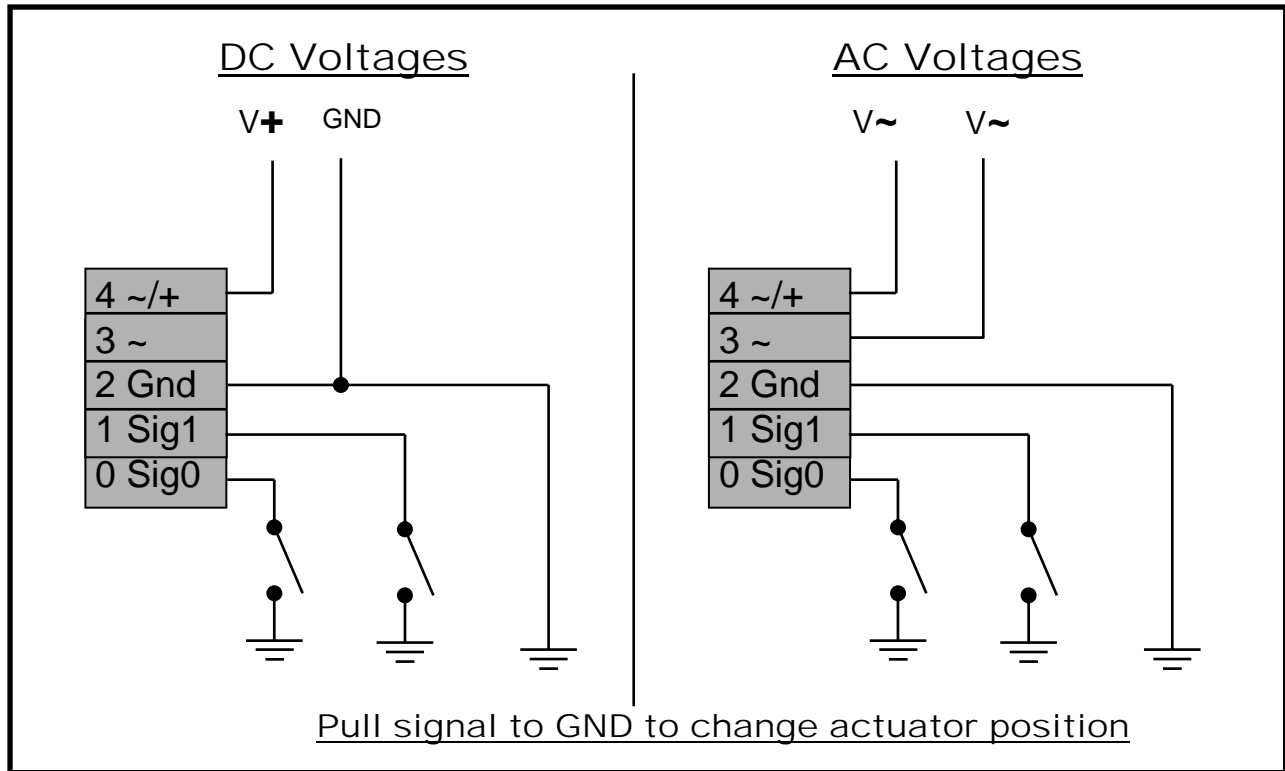 DC Voltages
V+ GND
4 ~/+
3 ~
2 Gnd
1 Sig1
0 Sig0
AC Voltages
V~ V~
4 ~/+
3 ~
2 Gnd
1 Sig1
0 Sig0
Pull signal to GND to change actuator position